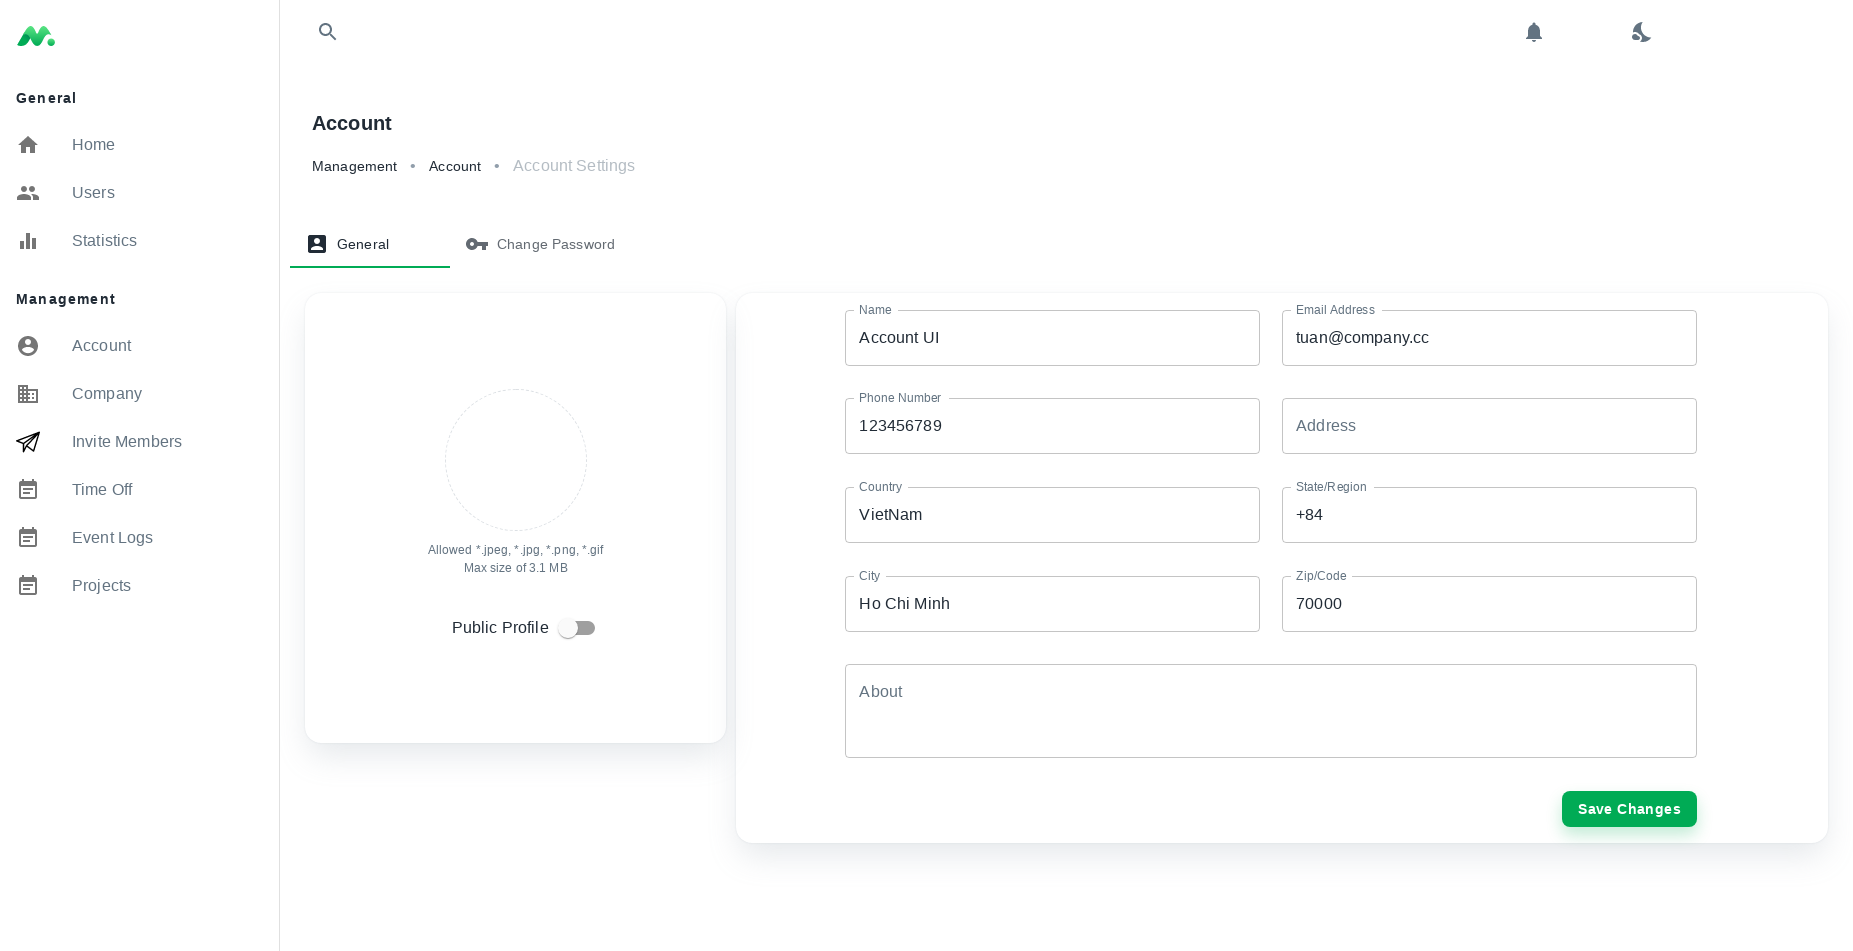 General
Home
Users
Statistics
Management
Account
Company
Invite Members
Time Off
Event Logs
Projects
Account
Management • Account • Account Settings
General
Change Password
Allowed *.jpeg, *.jpg, *.png, *.gif
Max size of 3.1 MB
Public Profile
Name
Account UI
Email Address
tuan@company.cc
Phone Number
123456789
Address
Country
VietNam
State/Region
+84
City
Ho Chi Minh
Zip/Code
70000
About
Save Changes